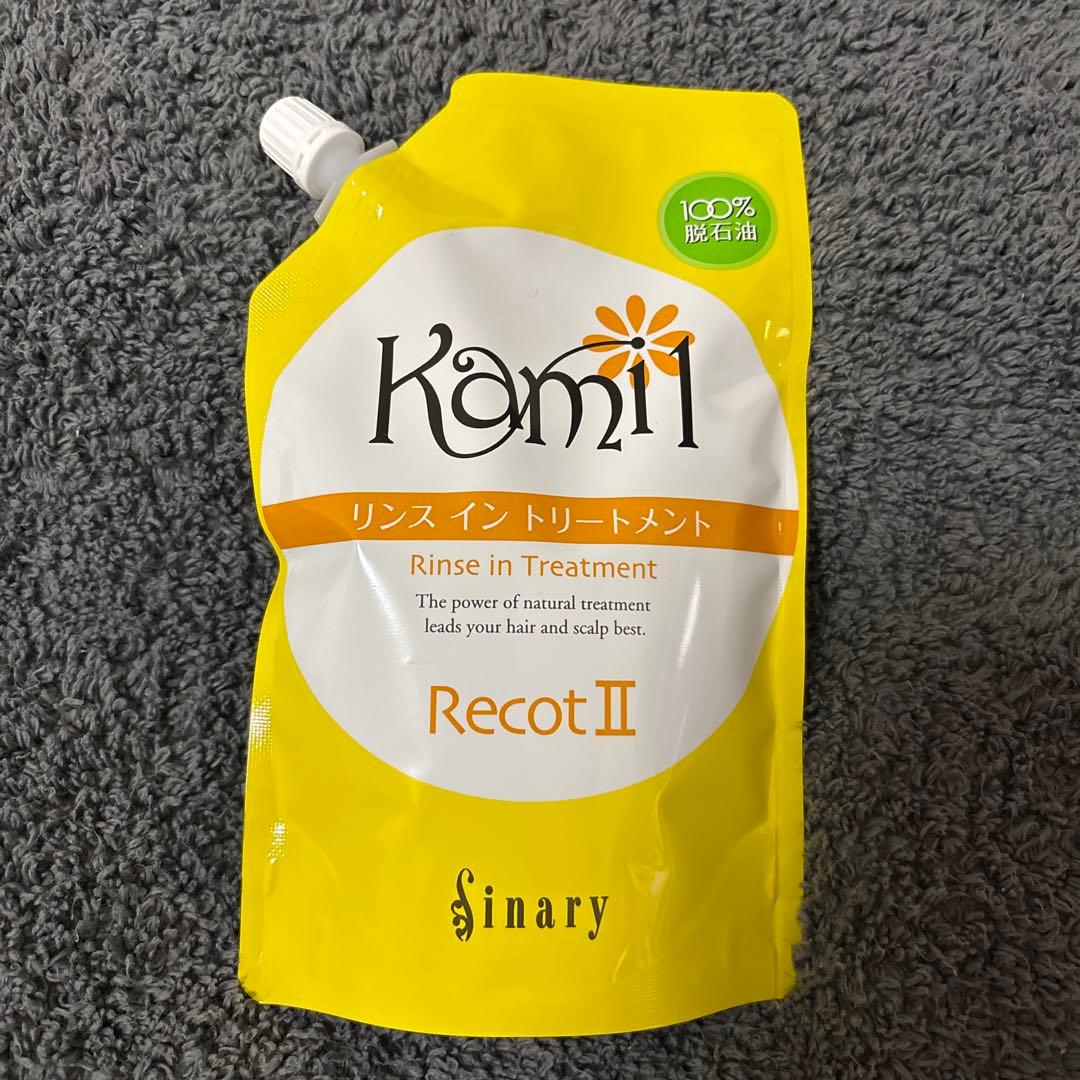 100%
脱石油
Kamil
リンス イン トリートメント
Rinse in Treatment
The power of natural treatment
leads your hair and scalp best.
Recot II
Sinary